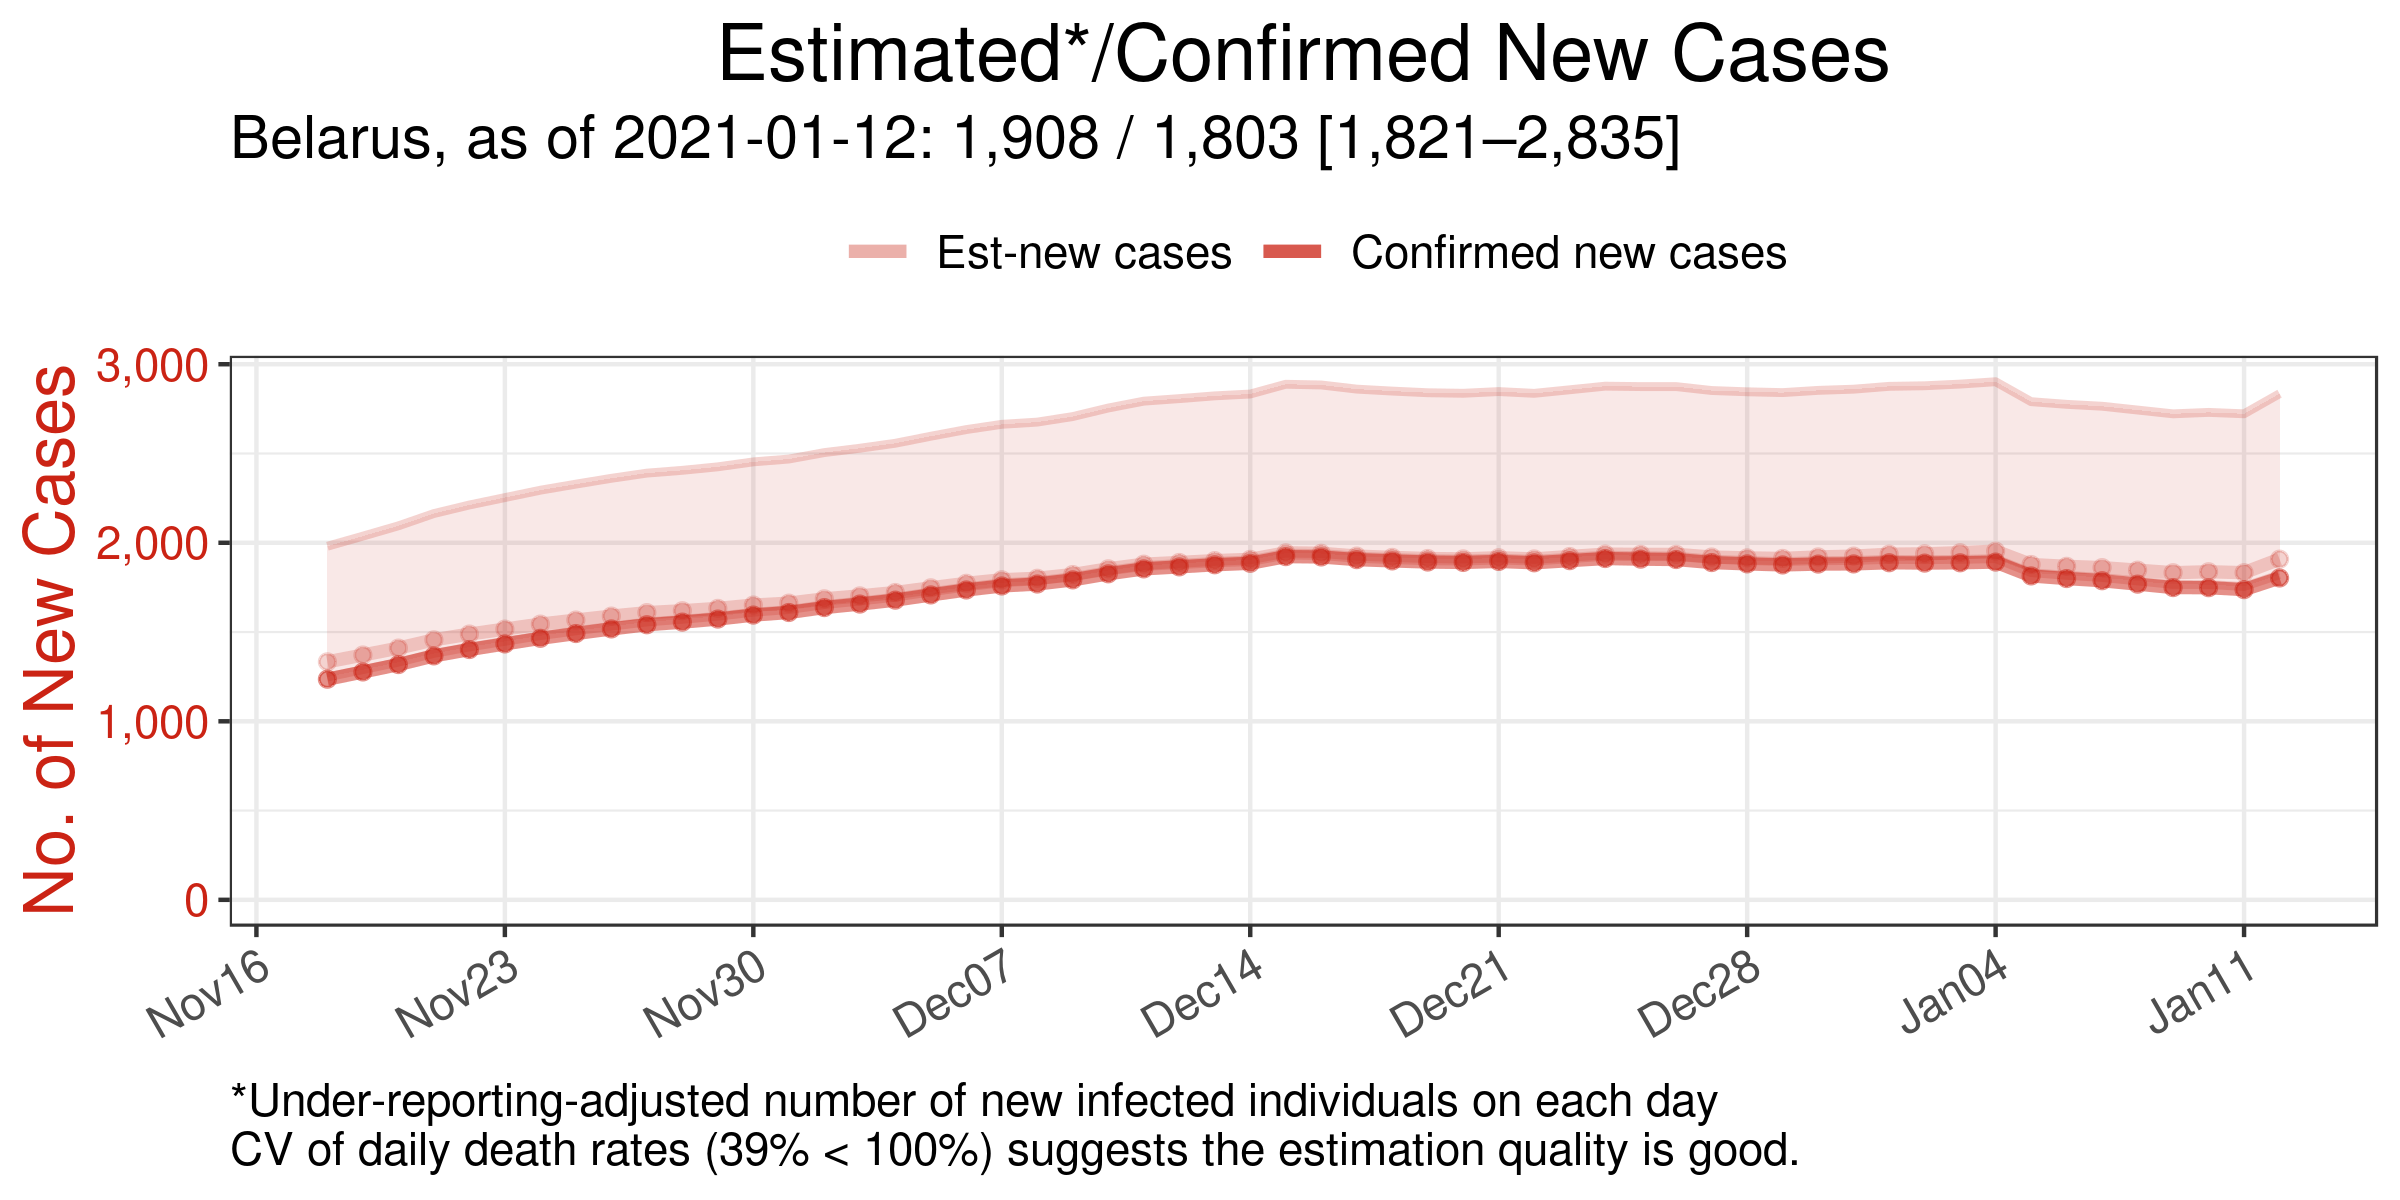 Estimated*/Confirmed New Cases
Belarus, as of 2021-01-12: 1,908 / 1,803 [1,821–2,835]
Est-new cases Confirmed new cases
No. of New Cases
3,000
2,000
1,000
0
Nov16 Nov23 Nov30 Dec07 Dec14 Dec21 Dec28 Jan04 Jan11
*Under-reporting-adjusted number of new infected individuals on each day
CV of daily death rates (39% < 100%) suggests the estimation quality is good.